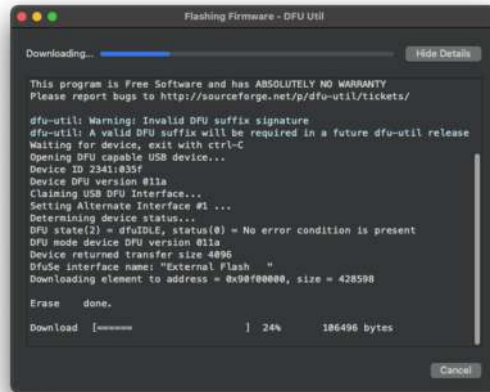 Flashing Firmware - DFU Util
Downloading...
Hide Details
This program is Free Software and has ABSOLUTELY NO WARRANTY
Please report bugs to http://sourceforge.net/p/dfu-util/tickets/
dfu-util: Warning: Invalid DFU suffix signature
dfu-util: A valid DFU suffix will be required in a future dfu-util release
Waiting for device, exit with ctrl-C
Opening DFU capable USB device...
Device ID 2341:035f
Device DFU version 011a
Claiming USB DFU Interface...
Setting Alternate Interface #1 ...
Determining device status...
DFU state(2) = dfuIDLE, status(0) = No error condition is present
DFU mode device DFU version 011a
Device returned transfer size 4096
DfuSe interface name: "External Flash   "
Downloading element to address = 0x90f00000, size = 428598
Erase    done.
Download  [======                   ]  24%       106496 bytes
Cancel